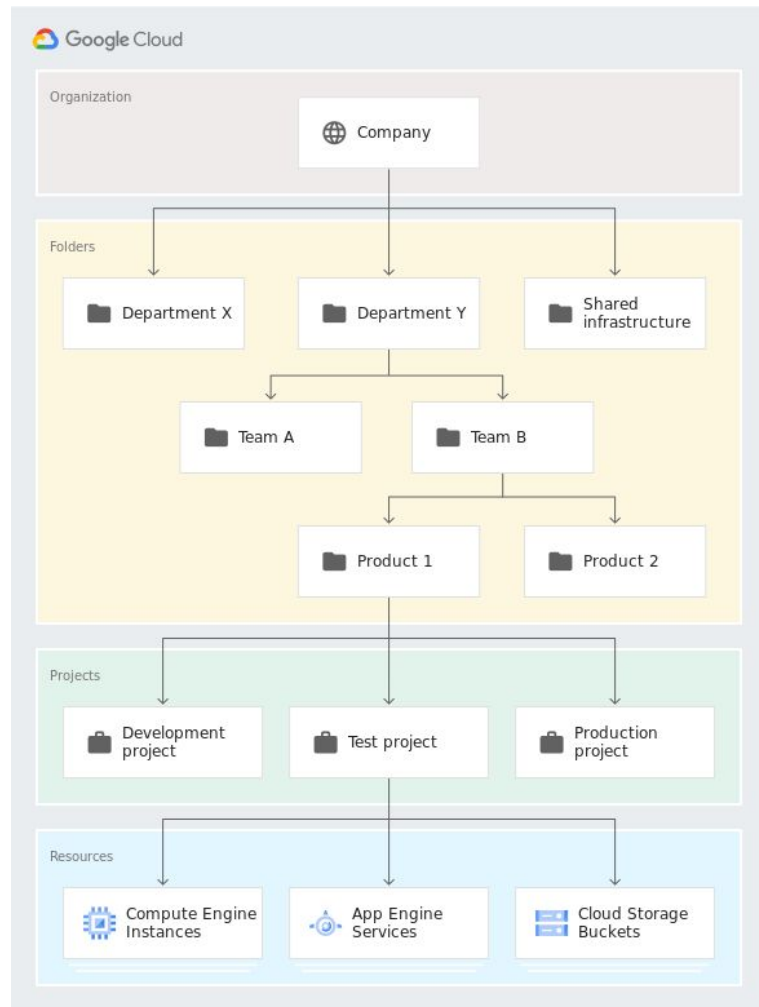 Google Cloud
Organization
Company
Folders
Department X
Department Y
Shared
infrastructure
Team A
Team B
Product 1
Product 2
Projects
Development
project
Test project
Production
project
Resources
Compute Engine
Instances
App Engine
Services
Cloud Storage
Buckets